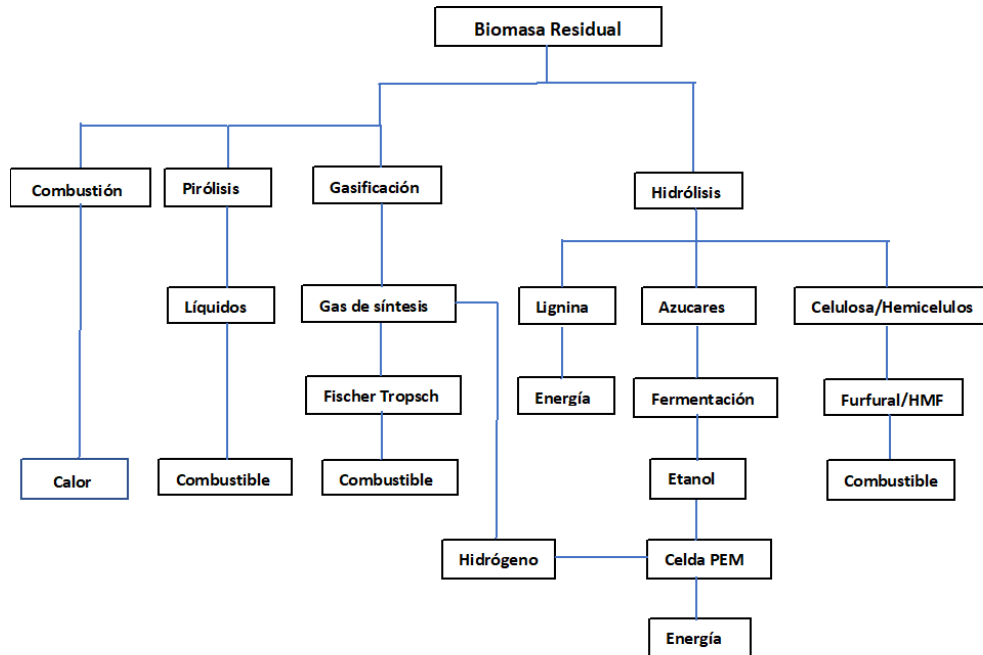 Biomasa Residual
Combustión
Pirólisis
Gasificación
Hidrólisis
Líquidos
Gas de síntesis
Lignina
Azucares
Celulosa/Hemicelulos
Fischer Tropsch
Energía
Fermentación
Furfural/HMF
Calor
Combustible
Combustible
Etanol
Combustible
Hidrógeno
Celda PEM
Energía